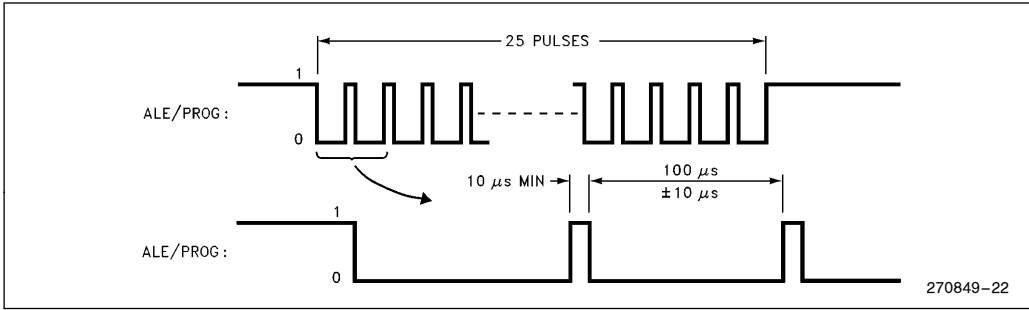 25 PULSES
1
ALE/PROG:
0
10 μs MIN
100 μs
±10 μs
1
ALE/PROG:
0
270849-22